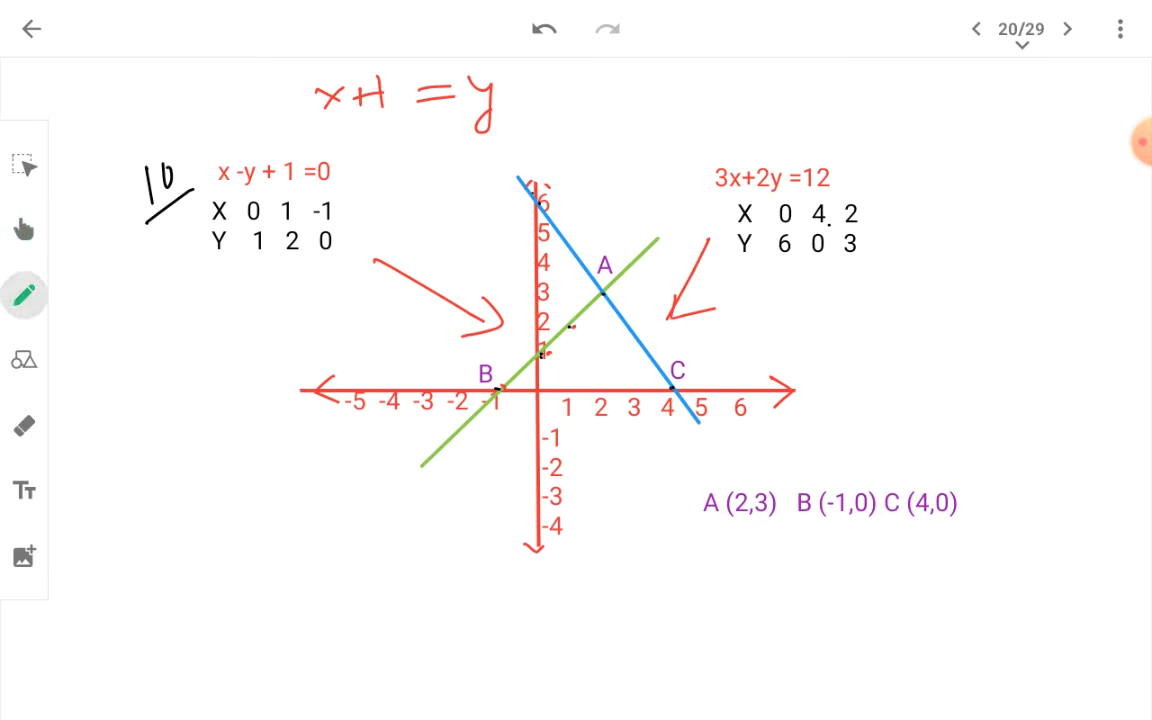 20/29
x+1 = y
10
x -y + 1 =0
X 0 1 -1
Y 1 2 0
3x+2y =12
X 0 4. 2
Y 6 0 3
6
5
4
3
2
1
A
B
C
-5 -4 -3 -2 -1 1 2 3 4 5 6
-1
-2
-3
-4
A (2,3) B (-1,0) C (4,0)
Tт